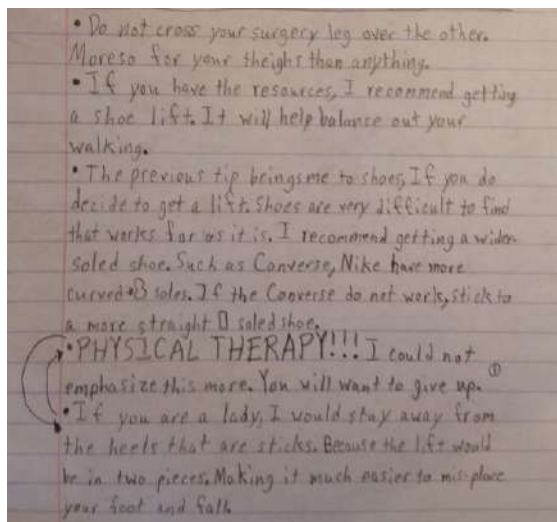 • Do not cross your surgery leg over the other.
Moreso for your theighs than anything.
• If you have the resources, I recommend getting
a shoe lift. It will help balance out your
walking.
• The previous tip beings me to shoes, If you do
decide to get a lift. Shoes are very difficult to find
that works for as it is. I recommend getting a wider
soled shoe. Such as Converse, Nike have more
curved soles. If the Converse do not work, stick to
a more straight soled shoe.
• PHYSICAL THERAPY!!! I could not
emphasize this more. You will want to give up. ①
• If you are a lady, I would stay away from
the heels that are sticks. Because the lift would
be in two pieces. Making it much easier to mis-place
your foot and fall.